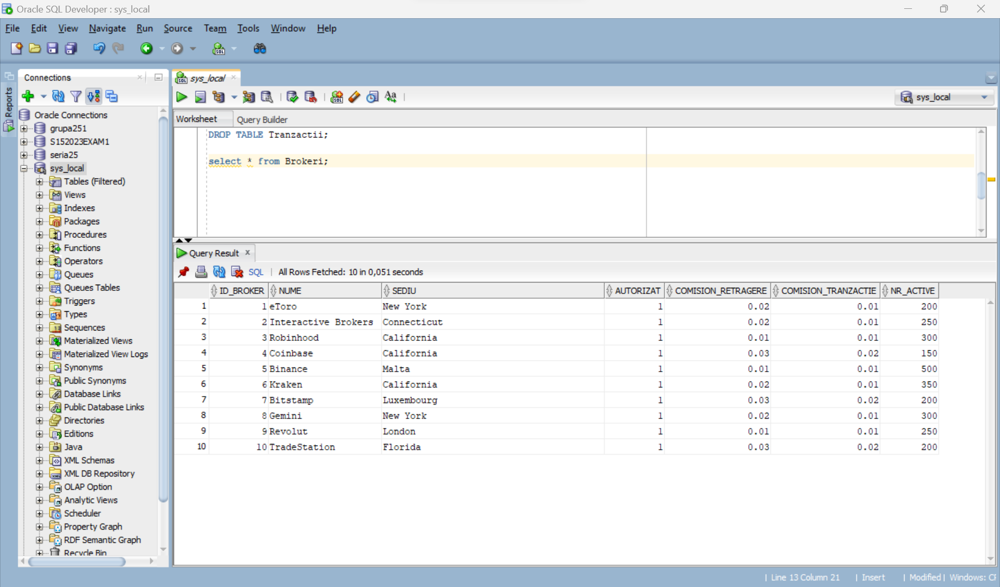 Oracle SQL Developer : sys_local
File Edit View Navigate Run Source Team Tools Window Help
Reports
Connections
Oracle Connections
grupa251
S152023EXAM1
seria25
sys_local
Tables (Filtered)
Views
Indexes
Packages
Procedures
Functions
Operators
Queues
Queues Tables
Triggers
Types
Sequences
Materialized Views
Materialized View Logs
Synonyms
Public Synonyms
Database Links
Public Database Links
Directories
Editions
Java
XML Schemas
XML DB Repository
OLAP Option
Analytic Views
Scheduler
Property Graph
RDF Semantic Graph
Recycle Bin
sys_local
sys_local
Worksheet Query Builder
DROP TABLE Tranzactii;
select * from Brokeri;
Query Result
SQL | All Rows Fetched: 10 in 0,051 seconds
ID_BROKER NUME SEDIU AUTORIZAT COMISION_RETRAGERE COMISION_TRANZACTIE NR_ACTIVE
1 1 eToro New York 1 0.02 0.01 200
2 2 Interactive Brokers Connecticut 1 0.02 0.01 250
3 3 Robinhood California 1 0.01 0.01 300
4 4 Coinbase California 1 0.03 0.02 150
5 5 Binance Malta 1 0.01 0.01 500
6 6 Kraken California 1 0.02 0.01 350
7 7 Bitstamp Luxembourg 1 0.03 0.02 200
8 8 Gemini New York 1 0.02 0.01 300
9 9 Revolut London 1 0.01 0.01 250
10 10 TradeStation Florida 1 0.03 0.02 200
| Line 13 Column 21 | Insert | Modified | Windows: CF